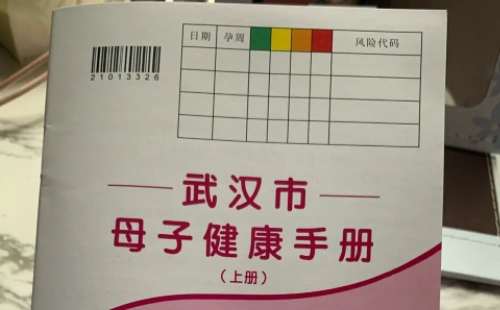 日期 孕周 风险代码
21013326
武汉市
母子健康手册
（上册）